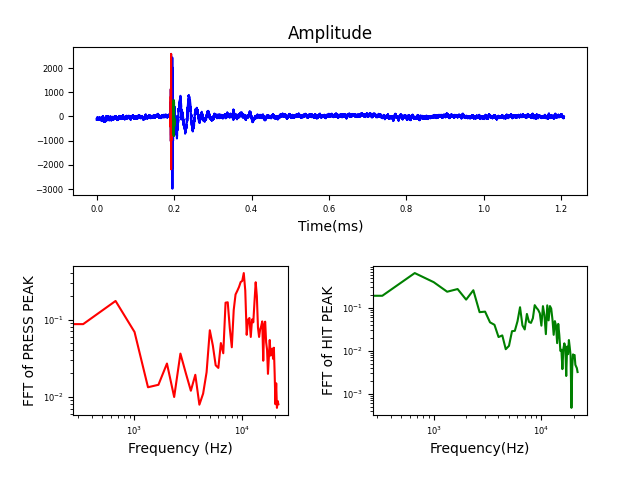 Amplitude
2000
1000
0
−1000
−2000
−3000
0.0 0.2 0.4 0.6 0.8 1.0 1.2
Time(ms)
FFT of PRESS PEAK
10⁻¹
10⁻²
10³ 10⁴
Frequency (Hz)
FFT of HIT PEAK
10⁻¹
10⁻²
10⁻³
10³ 10⁴
Frequency(Hz)